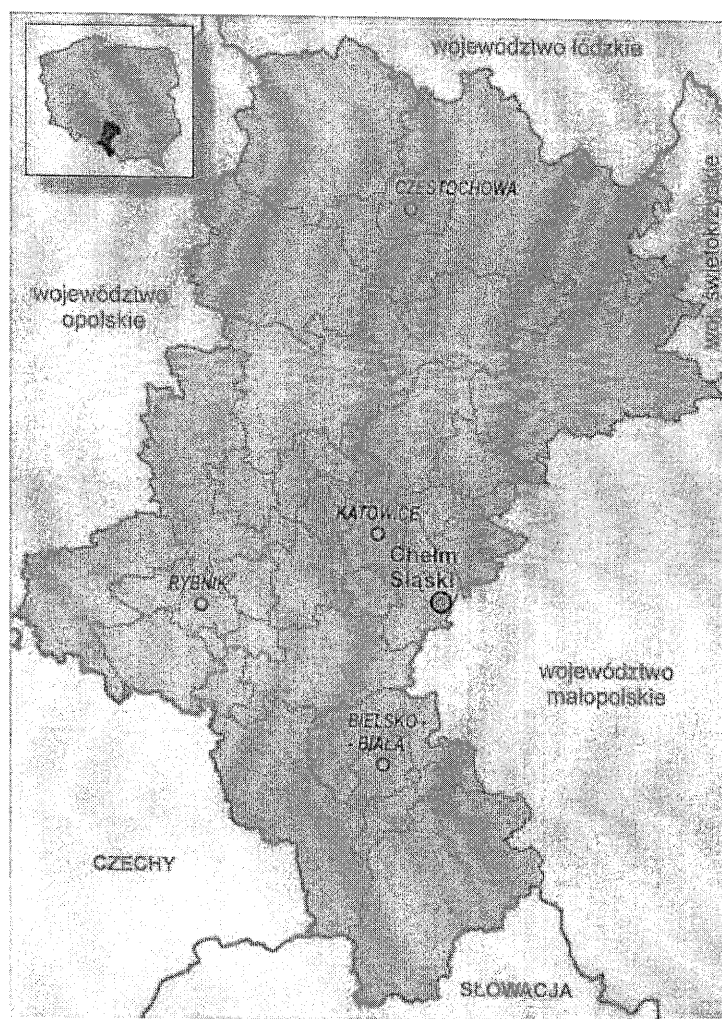 województwo łódzkie
CZĘSTOCHOWA
woj. świętokrzyskie
województwo
opolskie
KATOWICE
Chełm
Śląski
RYBNIK
województwo
małopolskie
BIELSKO -
- BIAŁA
CZECHY
SŁOWACJA